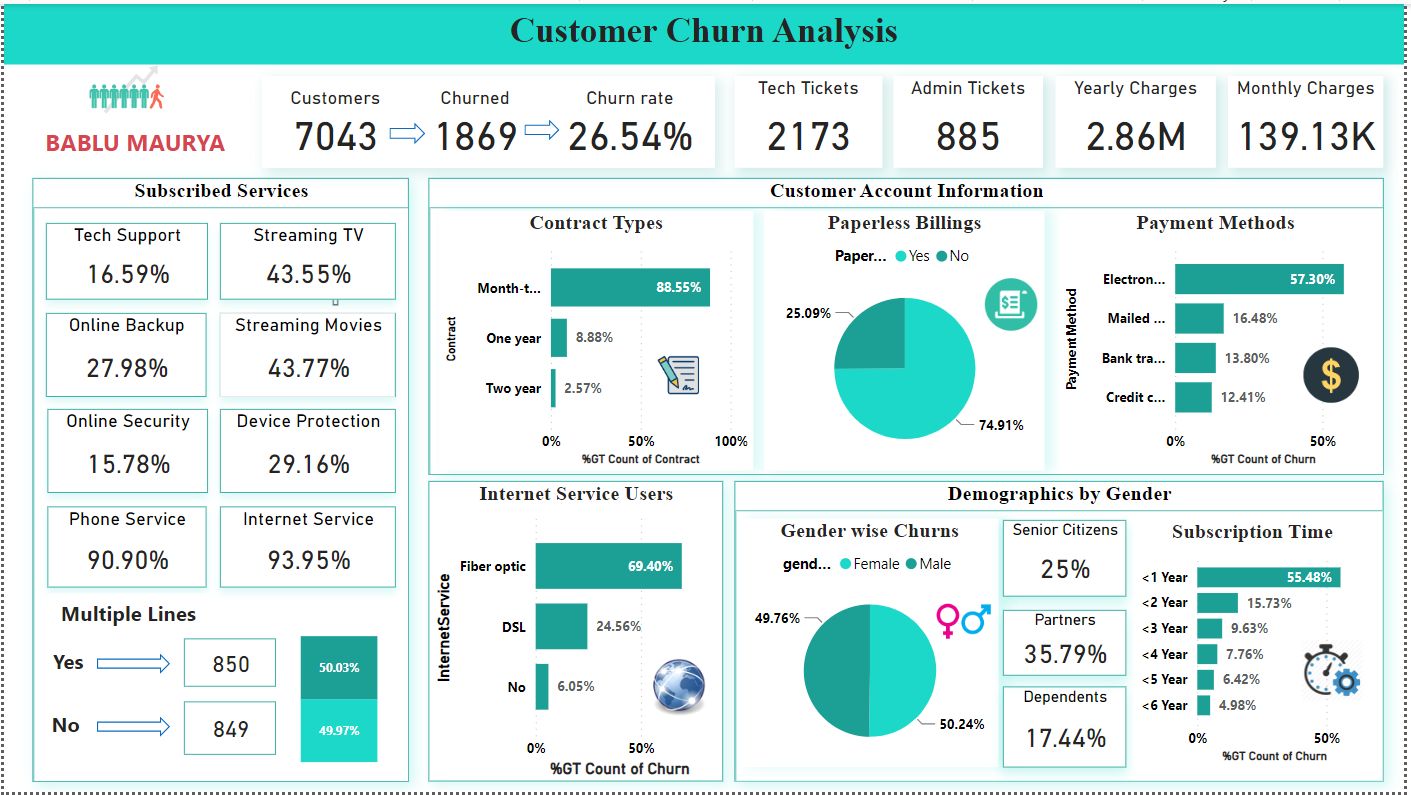 Customer Churn Analysis
BABLU MAURYA
Customers
7043
Churned
1869
Churn rate
26.54%
Tech Tickets
2173
Admin Tickets
885
Yearly Charges
2.86M
Monthly Charges
139.13K
Subscribed Services
Tech Support
16.59%
Streaming TV
43.55%
Online Backup
27.98%
Streaming Movies
43.77%
Online Security
15.78%
Device Protection
29.16%
Phone Service
90.90%
Internet Service
93.95%
Multiple Lines
Yes
850
50.03%
No
849
49.97%
Customer Account Information
Contract Types
Contract
Month-t...
88.55%
One year
8.88%
Two year
2.57%
0%
50%
100%
%GT Count of Contract
Paperless Billings
Paper...
Yes
No
25.09%
74.91%
Payment Methods
PaymentMethod
Electron...
57.30%
Mailed ...
16.48%
Bank tra...
13.80%
Credit c...
12.41%
0%
50%
%GT Count of Churn
Internet Service Users
InternetService
Fiber optic
69.40%
DSL
24.56%
No
6.05%
0%
50%
%GT Count of Churn
Demographics by Gender
Gender wise Churns
gend...
Female
Male
49.76%
50.24%
Senior Citizens
25%
Partners
35.79%
Dependents
17.44%
Subscription Time
<1 Year
55.48%
<2 Year
15.73%
<3 Year
9.63%
<4 Year
7.76%
<5 Year
6.42%
<6 Year
4.98%
0%
50%
%GT Count of Churn